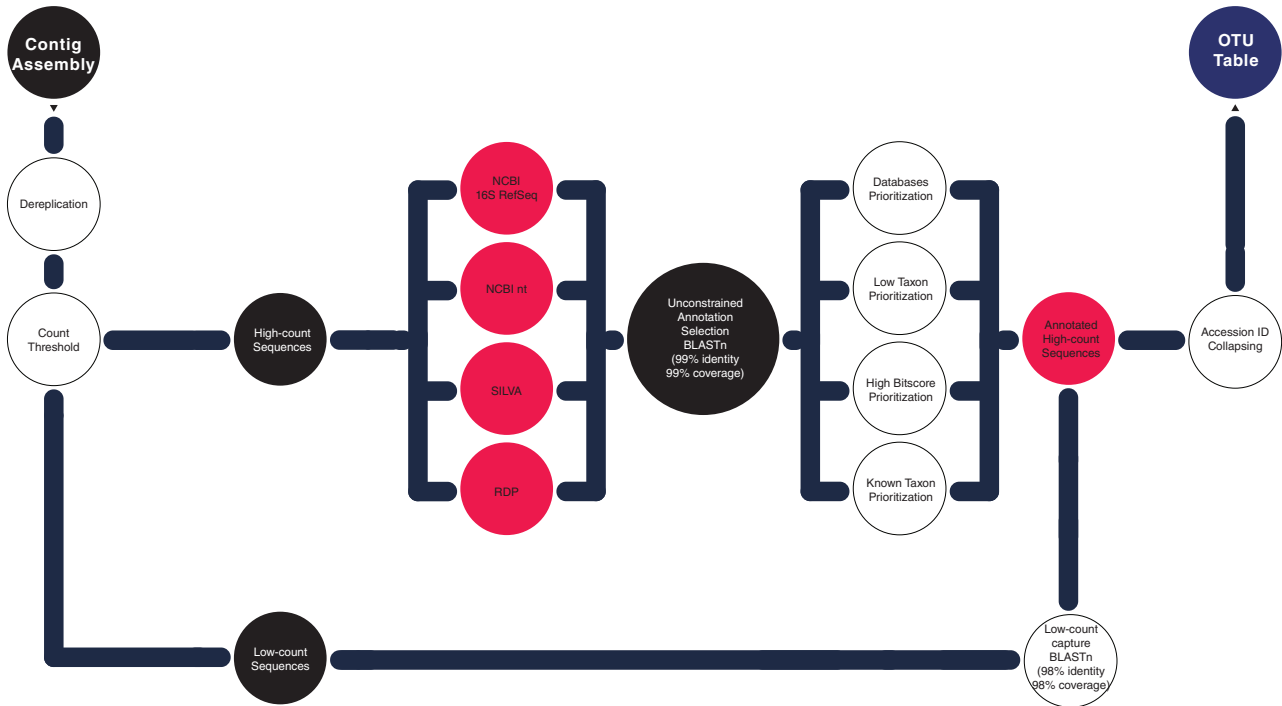 Contig
Assembly
OTU
Table
Dereplication
Count
Threshold
High-count
Sequences
NCBI
16S RefSeq
NCBI nt
SILVA
RDP
Unconstrained
Annotation
Selection
BLASTn
(99% identity
99% coverage)
Databases
Prioritization
Low Taxon
Prioritization
High Bitscore
Prioritization
Known Taxon
Prioritization
Annotated
High-count
Sequences
Accession ID
Collapsing
Low-count
Sequences
Low-count
capture
BLASTn
(98% identity
98% coverage)